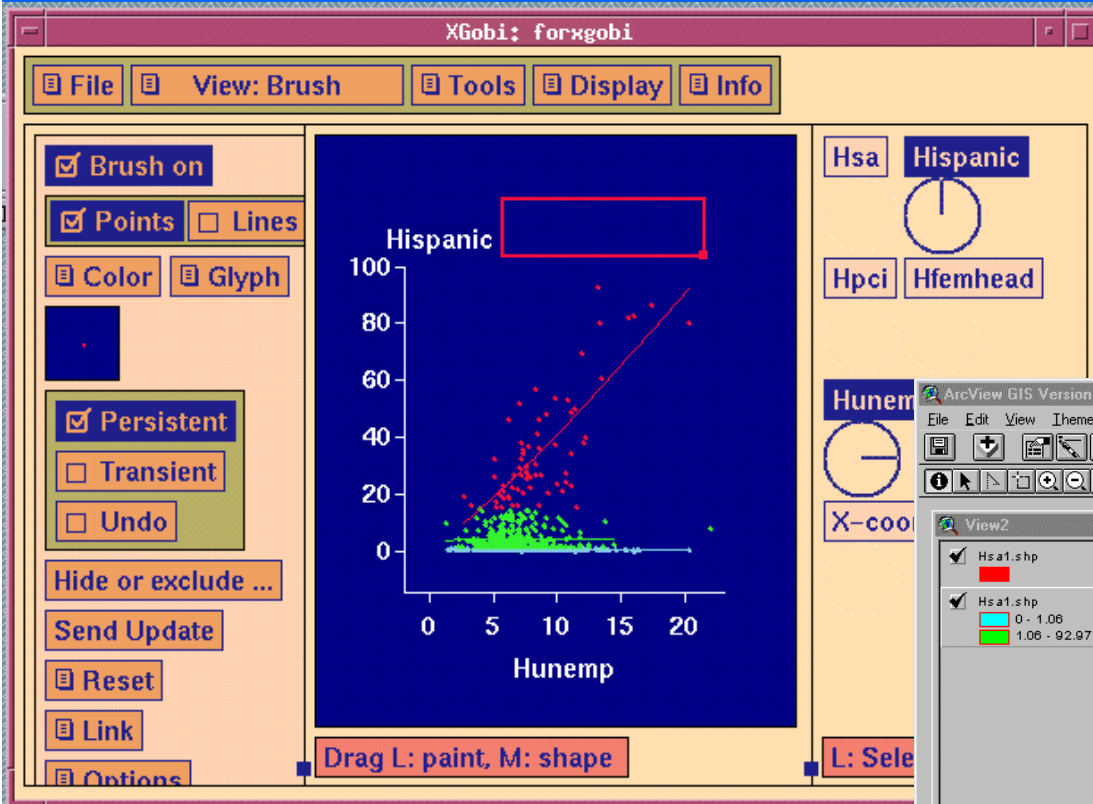 XGobi: forxgobi
File View: Brush Tools Display Info
Brush on
Points Lines
Color Glyph
Persistent
Transient
Undo
Hide or exclude ...
Send Update
Reset
Link
Options
Hispanic
100
80
60
40
20
0
0 5 10 15 20
Hunemp
Drag L: paint, M: shape
Hsa Hispanic
Hpci Hfemhead
Hunemp
X-coo
L: Sele
ArcView GIS Version
File Edit View Theme
View2
Hsa1.shp
Hsa1.shp
0 - 1.06
1.06 - 92.97